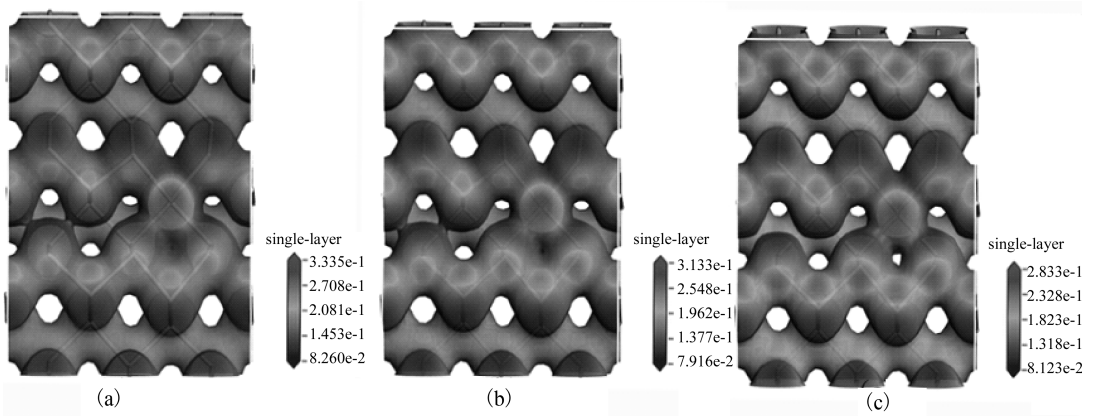 single-layer
3.335e-1
2.708e-1
2.081e-1
1.453e-1
8.260e-2
(a)
single-layer
3.133e-1
2.548e-1
1.962e-1
1.377e-1
7.916e-2
(b)
single-layer
2.833e-1
2.328e-1
1.823e-1
1.318e-1
8.123e-2
(c)